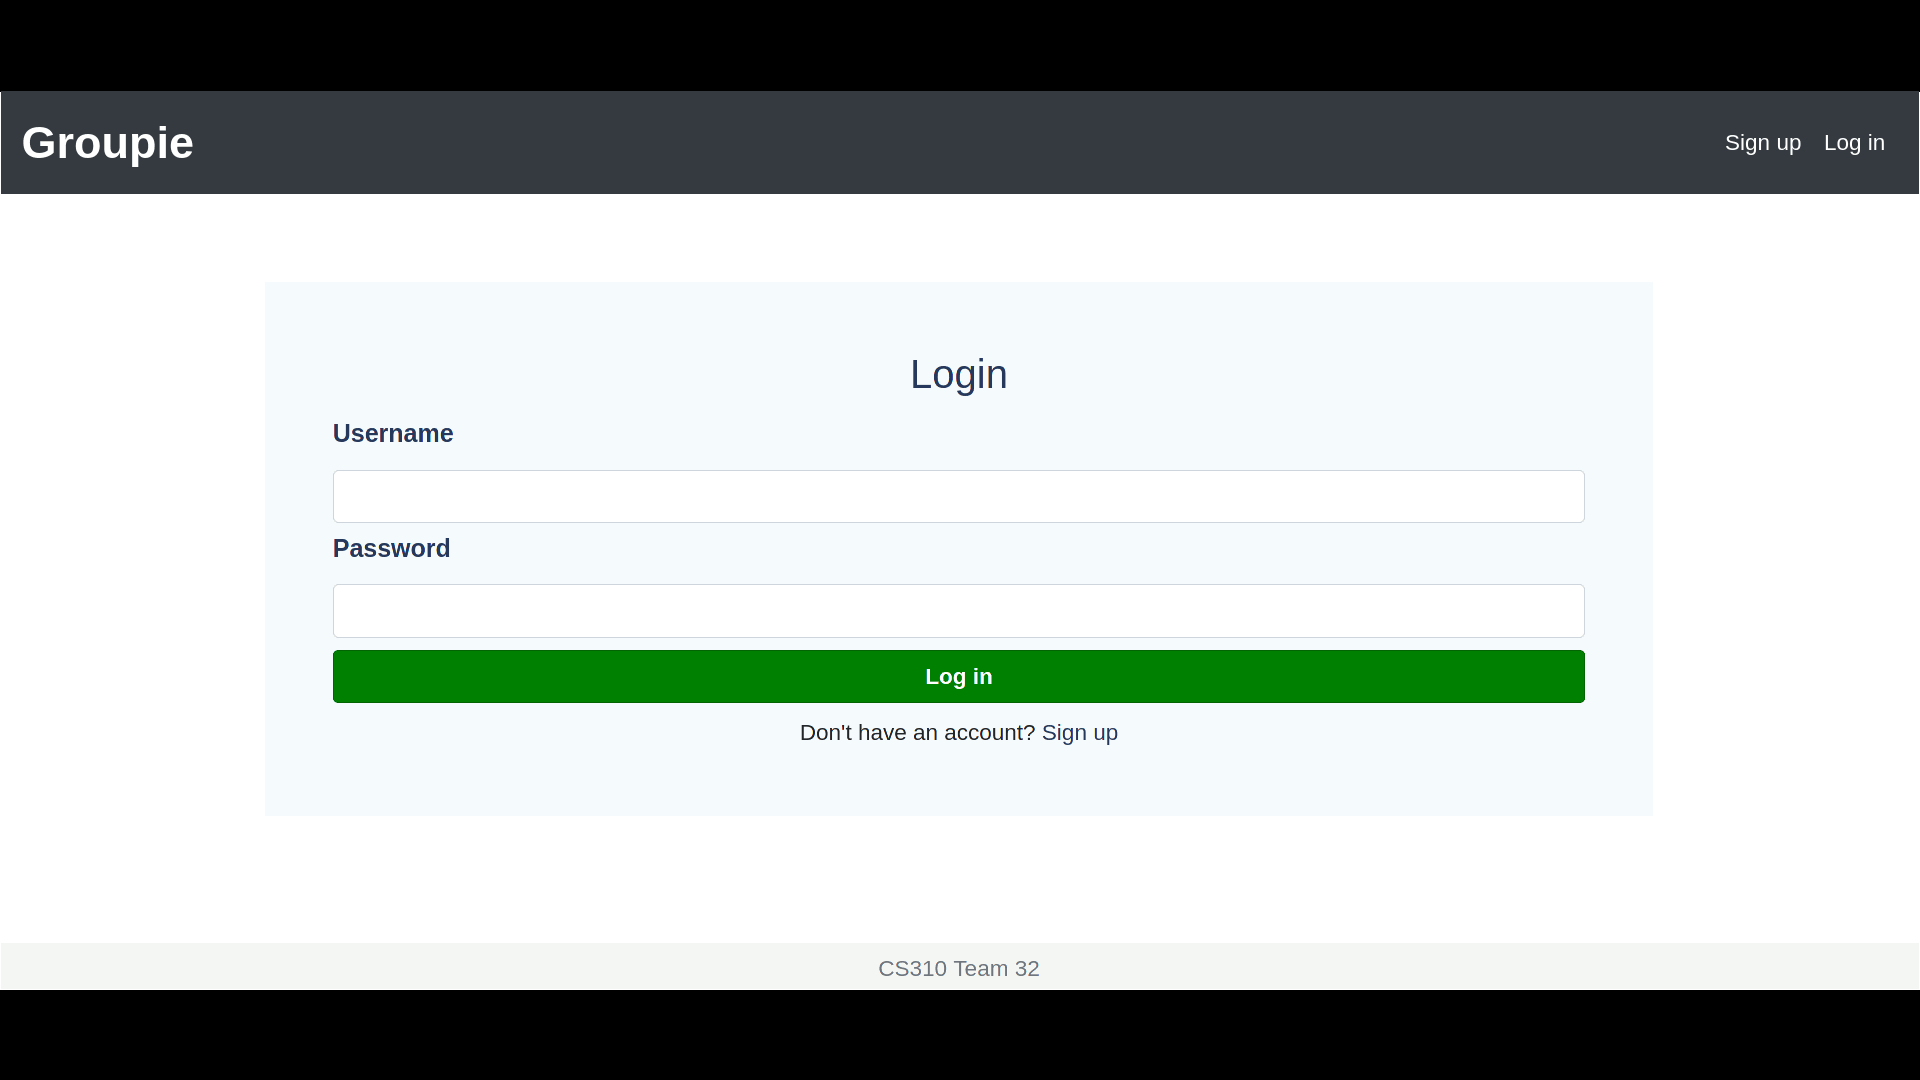 Groupie
Sign up Log in
Login
Username
Password
Log in
Don't have an account? Sign up
CS310 Team 32